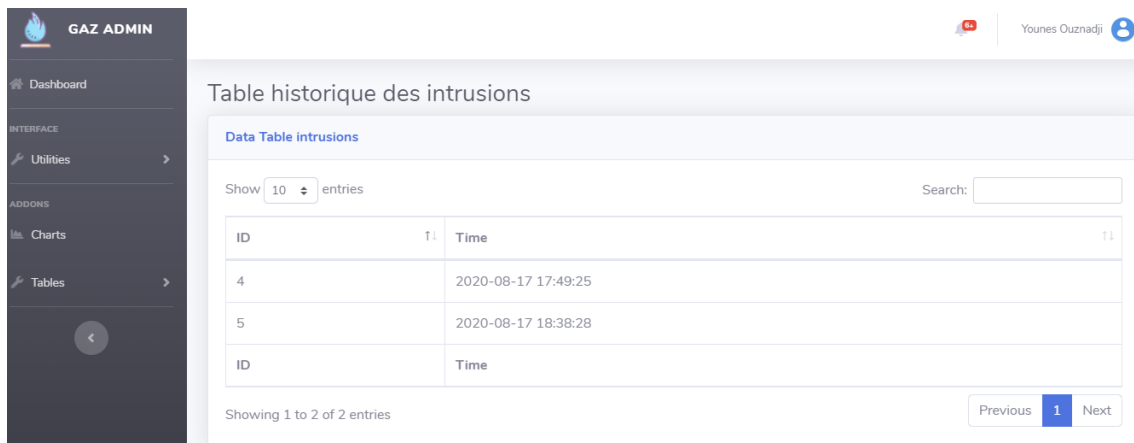 GAZ ADMIN
6+
Younes Ouznadji
Dashboard
INTERFACE
Utilities
ADDONS
Charts
Tables
Table historique des intrusions
Data Table intrusions
Show 10 entries
Search:
ID Time
4 2020-08-17 17:49:25
5 2020-08-17 18:38:28
ID Time
Showing 1 to 2 of 2 entries
Previous 1 Next